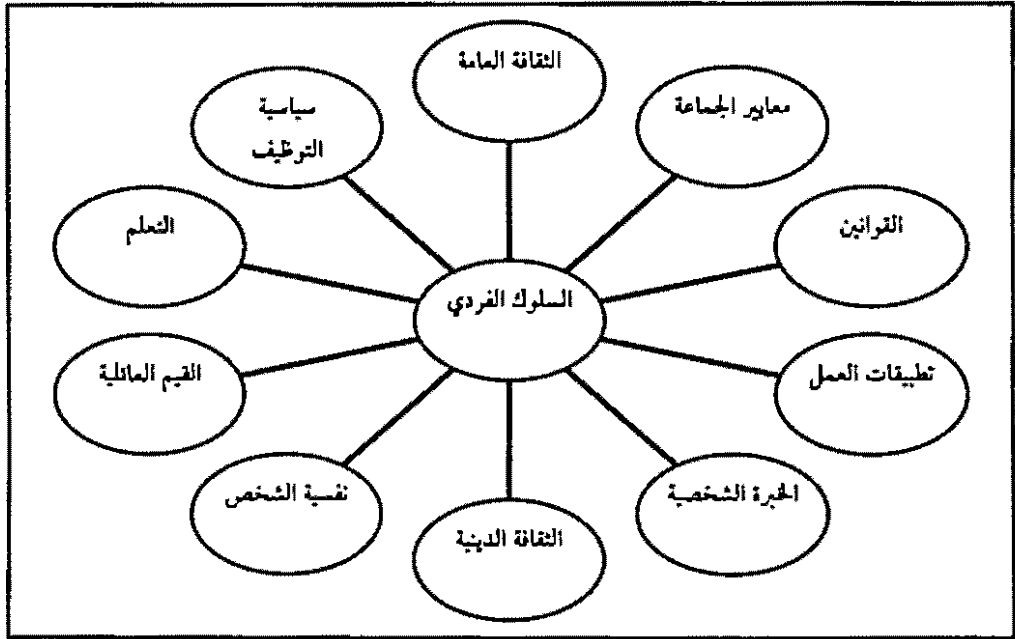 الثقافة العامة
معايير الجماعة
سياسية
التوظيف
القوانين
التعلم
السلوك الفردي
تطبيقات العمل
القيم العائلية
الخبرة الشخصية
نفسية الشخص
الثقافة الدينية